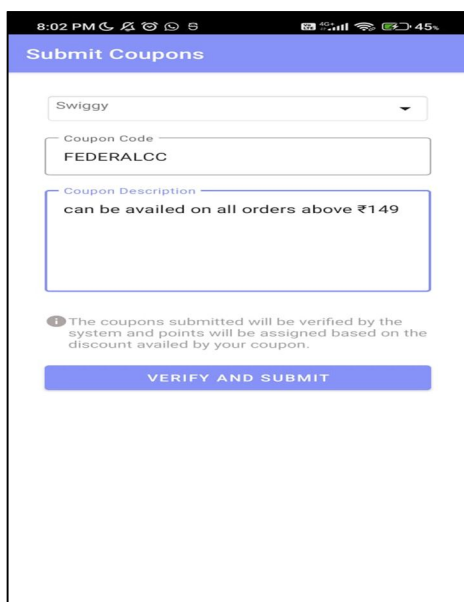 8:02 PM 45%
Submit Coupons
Swiggy
Coupon Code
FEDERALCC
Coupon Description
can be availed on all orders above ₹149
The coupons submitted will be verified by the
system and points will be assigned based on the
discount availed by your coupon.
VERIFY AND SUBMIT